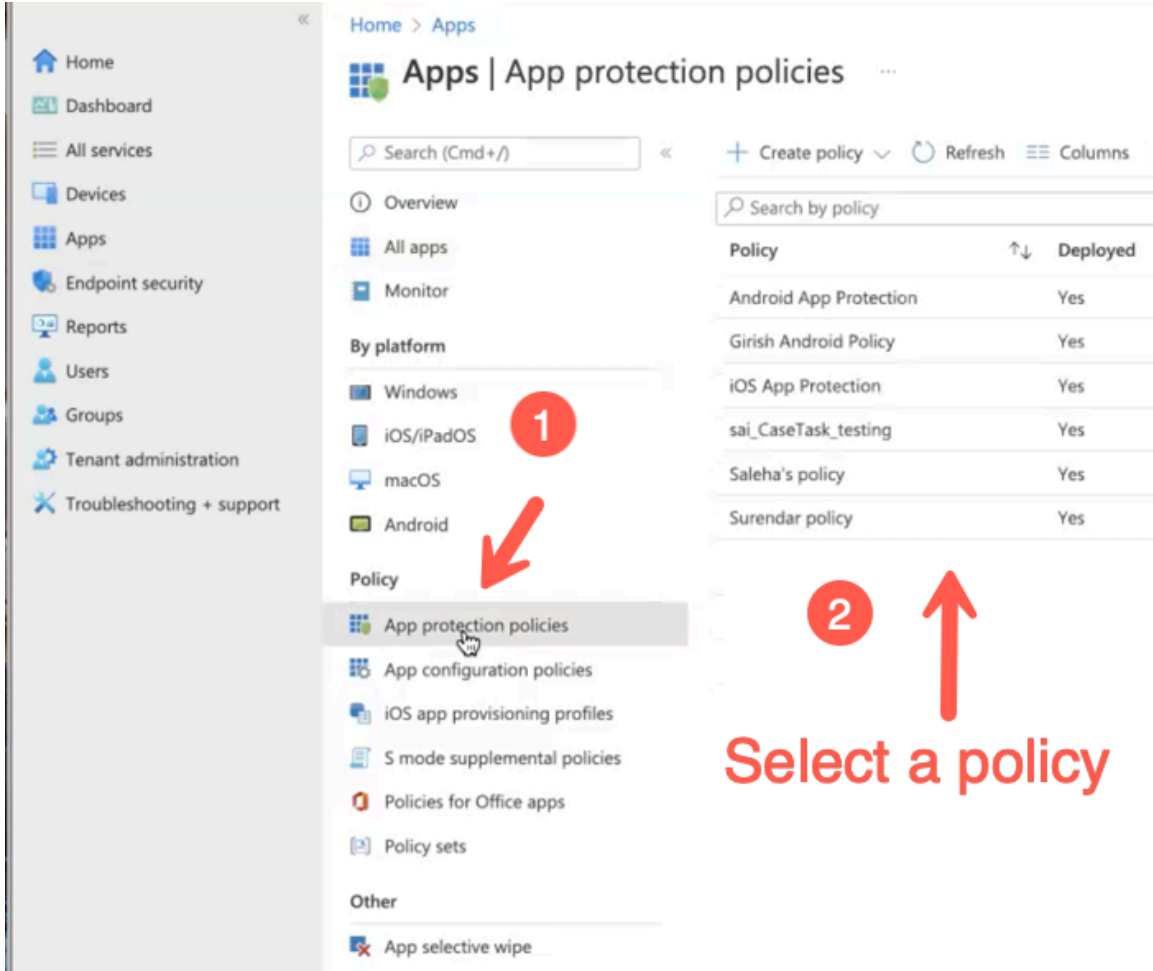 «
Home
Dashboard
All services
Devices
Apps
Endpoint security
Reports
Users
Groups
Tenant administration
Troubleshooting + support
Home > Apps
Apps | App protection policies ...
Search (Cmd+/)
«
Overview
All apps
Monitor
By platform
Windows
iOS/iPadOS
macOS
Android
Policy
App protection policies
App configuration policies
iOS app provisioning profiles
S mode supplemental policies
Policies for Office apps
Policy sets
Other
App selective wipe
1
+ Create policy Refresh Columns
Search by policy
Policy ↑↓ Deployed
Android App Protection Yes
Girish Android Policy Yes
iOS App Protection Yes
sai_CaseTask_testing Yes
Saleha's policy Yes
Surendar policy Yes
2
Select a policy